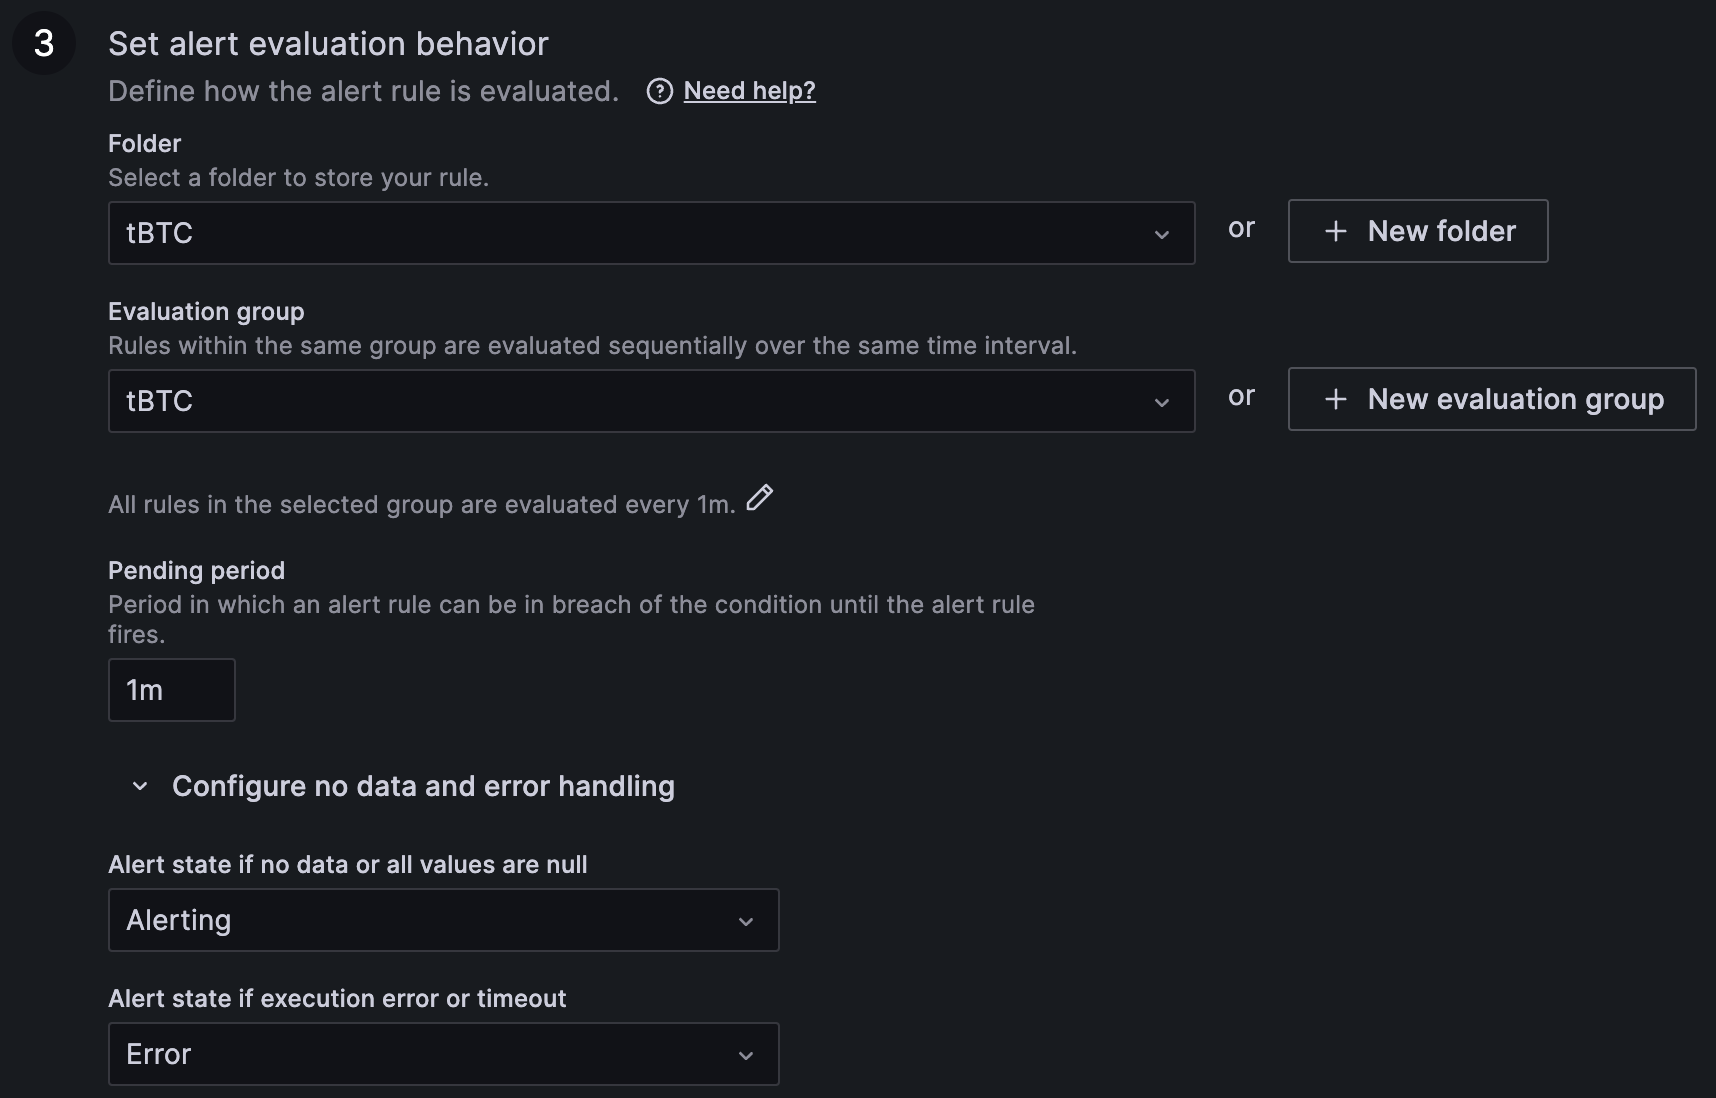 3
Set alert evaluation behavior
Define how the alert rule is evaluated. Need help?
Folder
Select a folder to store your rule.
tBTC or + New folder
Evaluation group
Rules within the same group are evaluated sequentially over the same time interval.
tBTC or + New evaluation group
All rules in the selected group are evaluated every 1m.
Pending period
Period in which an alert rule can be in breach of the condition until the alert rule
fires.
1m
Configure no data and error handling
Alert state if no data or all values are null
Alerting
Alert state if execution error or timeout
Error